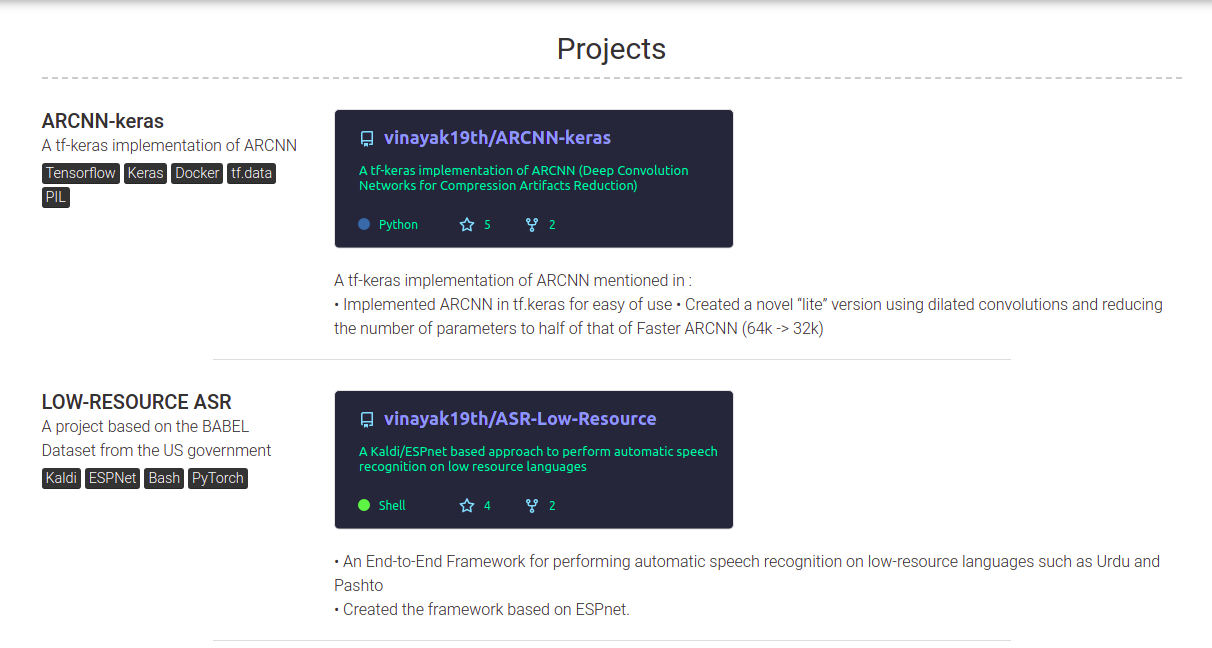 Projects
ARCNN-keras
A tf-keras implementation of ARCNN
Tensorflow Keras Docker tf.data
PIL
vinayak19th/ARCNN-keras
A tf-keras implementation of ARCNN (Deep Convolution
Networks for Compression Artifacts Reduction)
Python 5 2
A tf-keras implementation of ARCNN mentioned in :
• Implemented ARCNN in tf.keras for easy of use • Created a novel “lite” version using dilated convolutions and reducing
the number of parameters to half of that of Faster ARCNN (64k -> 32k)
LOW-RESOURCE ASR
A project based on the BABEL
Dataset from the US government
Kaldi ESPNet Bash PyTorch
vinayak19th/ASR-Low-Resource
A Kaldi/ESPnet based approach to perform automatic speech
recognition on low resource languages
Shell 4 2
• An End-to-End Framework for performing automatic speech recognition on low-resource languages such as Urdu and
Pashto
• Created the framework based on ESPnet.